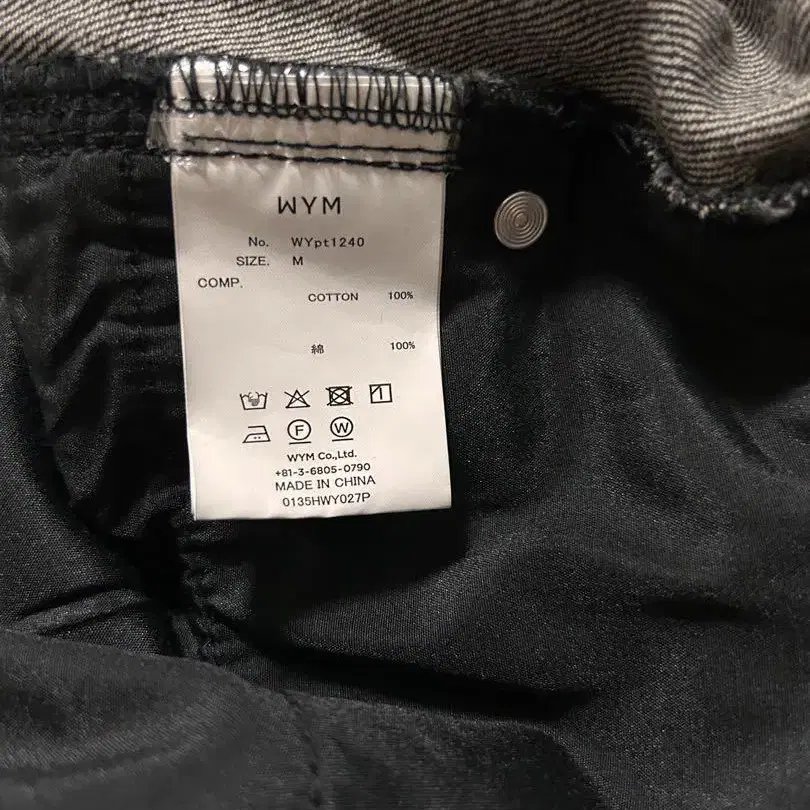 WYM
No. WYpt1240
SIZE. M
COMP.
COTTON 100%
綿 100%
F W
WYM Co.,Ltd.
+81-3-6805-0790
MADE IN CHINA
0135HWY027P